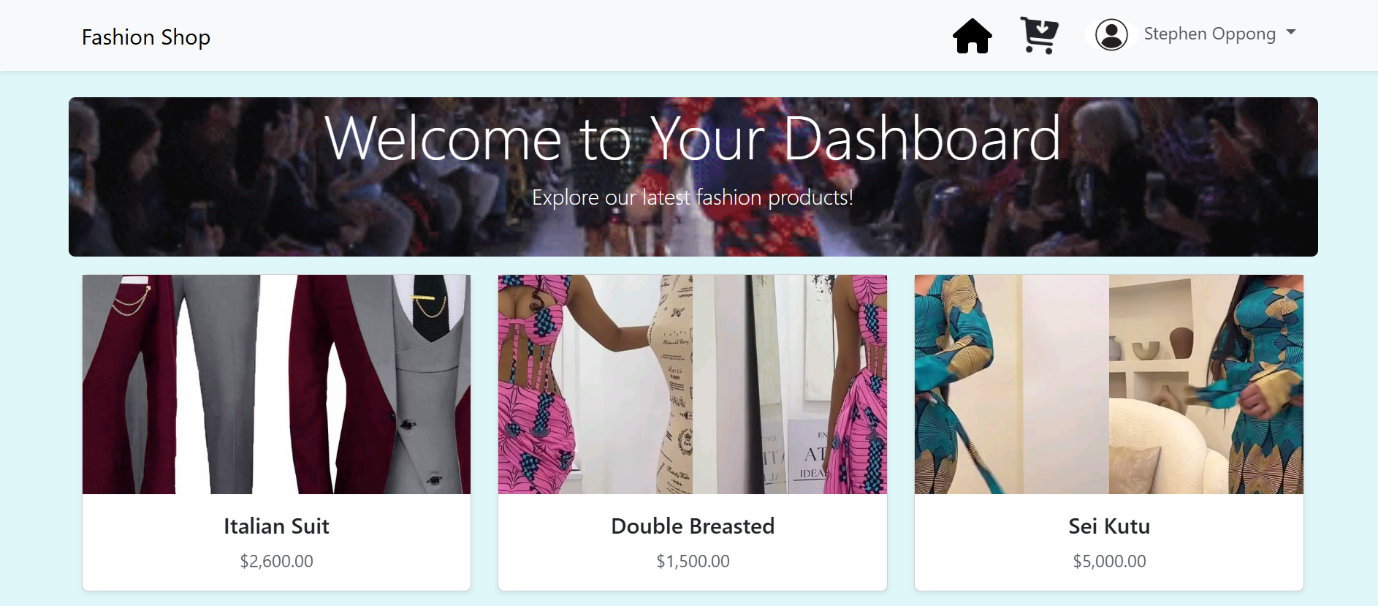 Fashion Shop
Stephen Oppong
Welcome to Your Dashboard
Explore our latest fashion products!
Italian Suit
$2,600.00
Double Breasted
$1,500.00
Sei Kutu
$5,000.00